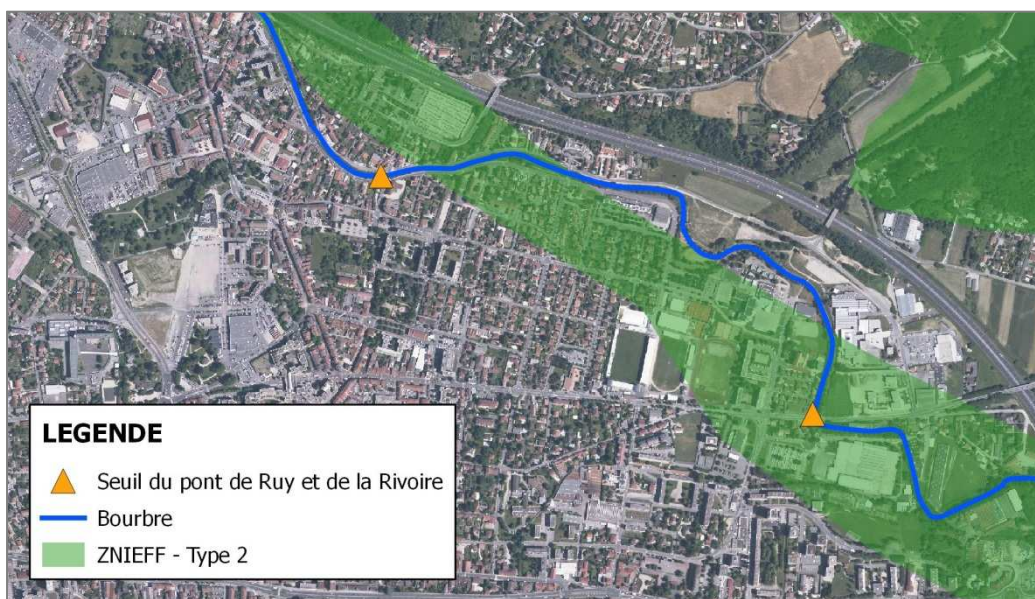 LEGENDE
Seuil du pont de Ruy et de la Rivoire
Bourbre
ZNIEFF - Type 2